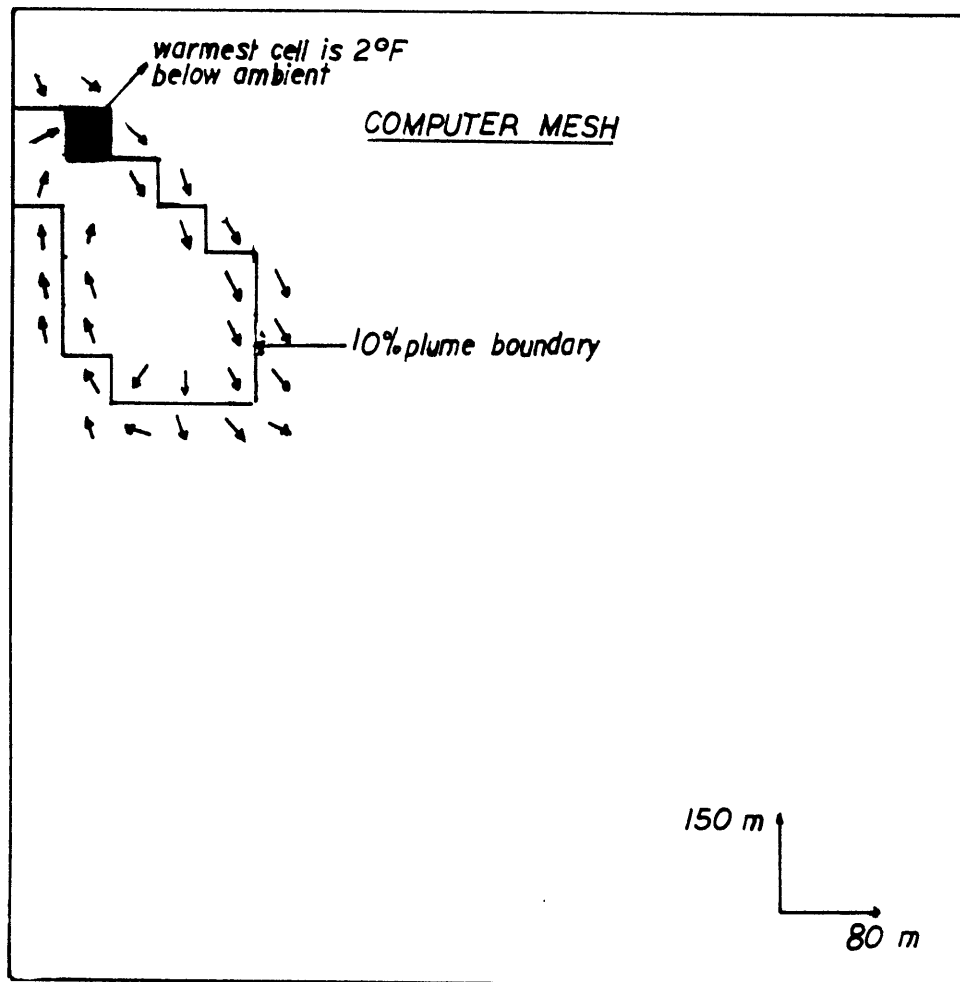 warmest cell is 2°F
below ambient
COMPUTER MESH
10% plume boundary
150 m
80 m